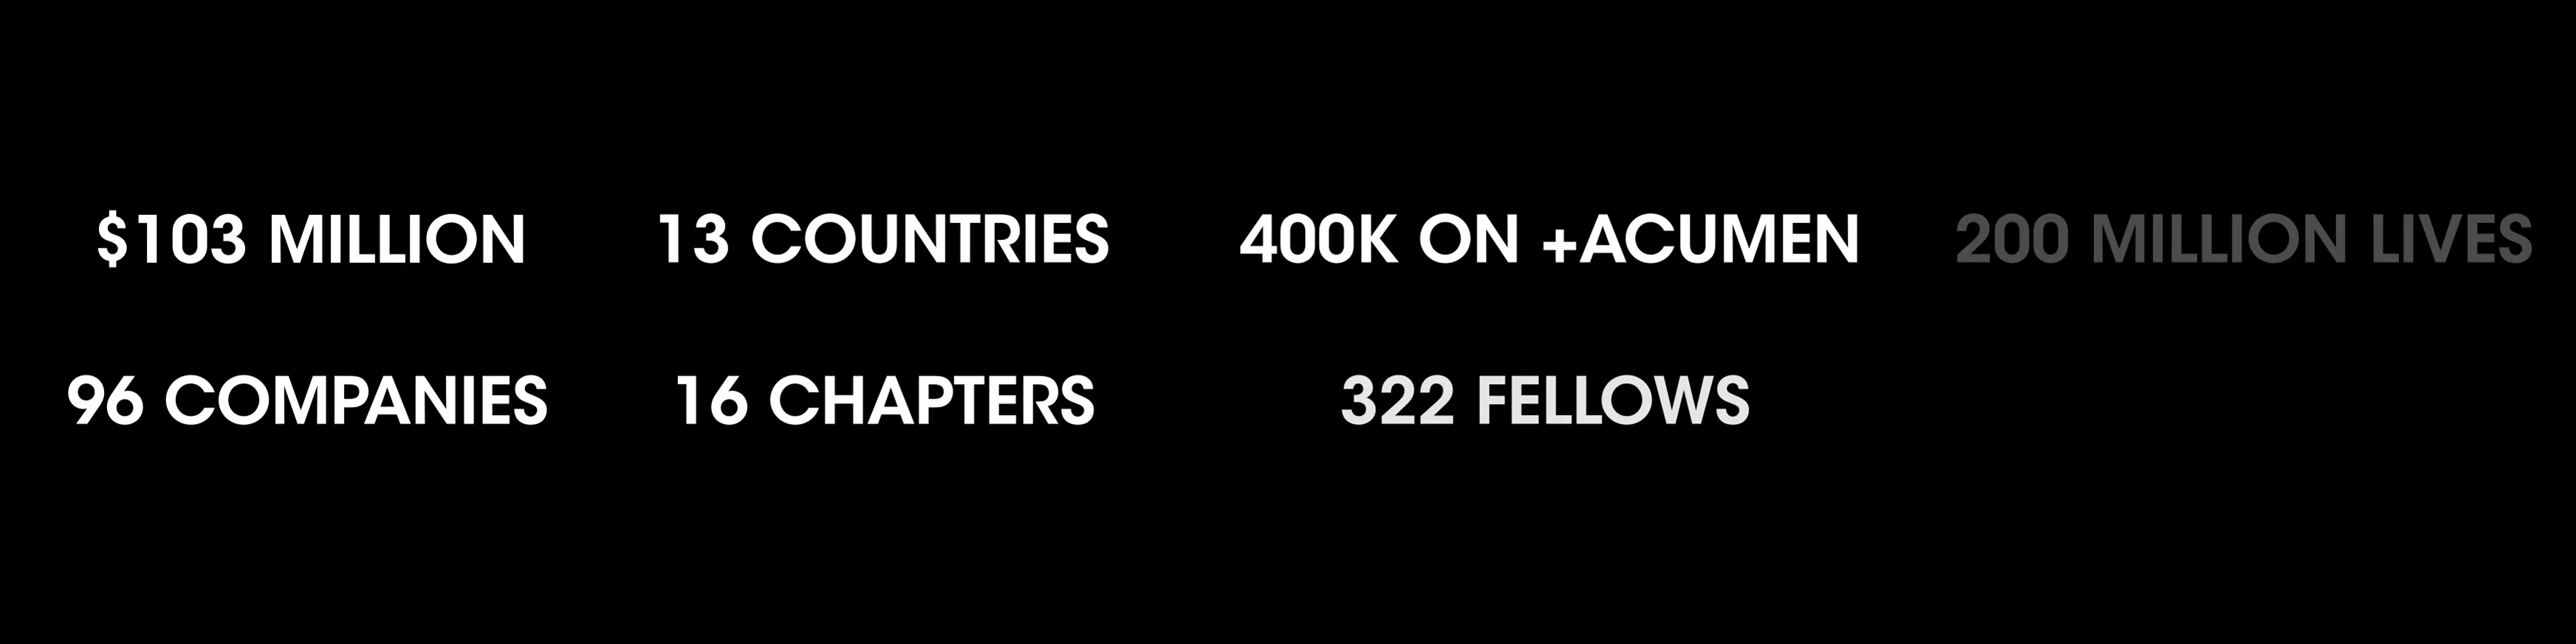 $103 MILLION 13 COUNTRIES 400K ON +ACUMEN 200 MILLION LIVES
96 COMPANIES 16 CHAPTERS 322 FELLOWS